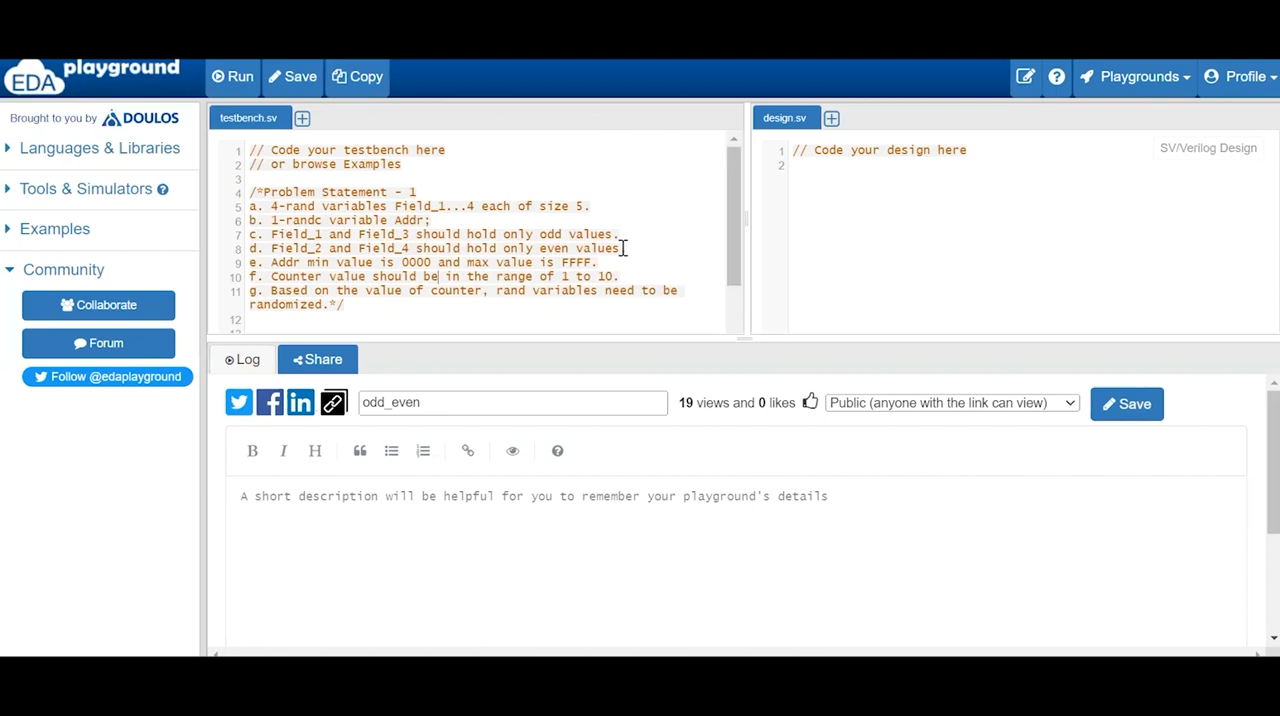 EDA playground
Run
Save
Copy
Playgrounds
Profile
Brought to you by DOULOS
Languages & Libraries
Tools & Simulators
Examples
Community
Collaborate
Forum
Follow @edaplayground
testbench.sv
1 // Code your testbench here
2 // or browse Examples
3
4 /*Problem Statement - 1
5 a. 4-rand variables Field_1...4 each of size 5.
6 b. 1-randc variable Addr;
7 c. Field_1 and Field_3 should hold only odd values.
8 d. Field_2 and Field_4 should hold only even values
9 e. Addr min value is 0000 and max value is FFFF.
10 f. Counter value should be in the range of 1 to 10.
11 g. Based on the value of counter, rand variables need to be
randomized.*/
12
design.sv
1 // Code your design here
2
SV/Verilog Design
Log
Share
odd_even
19 views and 0 likes
Public (anyone with the link can view)
Save
B I H
A short description will be helpful for you to remember your playground's details